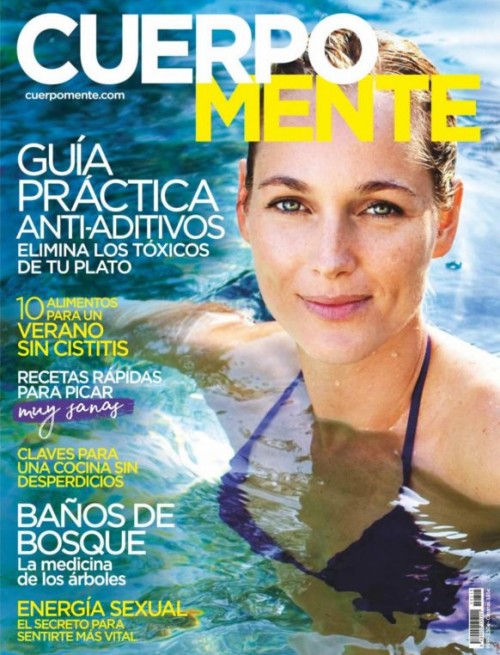 CUERPO
MENTE
cuerpomente.com
GUÍA
PRÁCTICA
ANTI-ADITIVOS
ELIMINA LOS TÓXICOS
DE TU PLATO
10 ALIMENTOS
PARA UN
VERANO
SIN CISTITIS
RECETAS RÁPIDAS
PARA PICAR
muy sanas
CLAVES PARA
UNA COCINA SIN
DESPERDICIOS
BAÑOS DE
BOSQUE
La medicina
de los árboles
ENERGÍA SEXUAL
EL SECRETO PARA
SENTIRTE MÁS VITAL